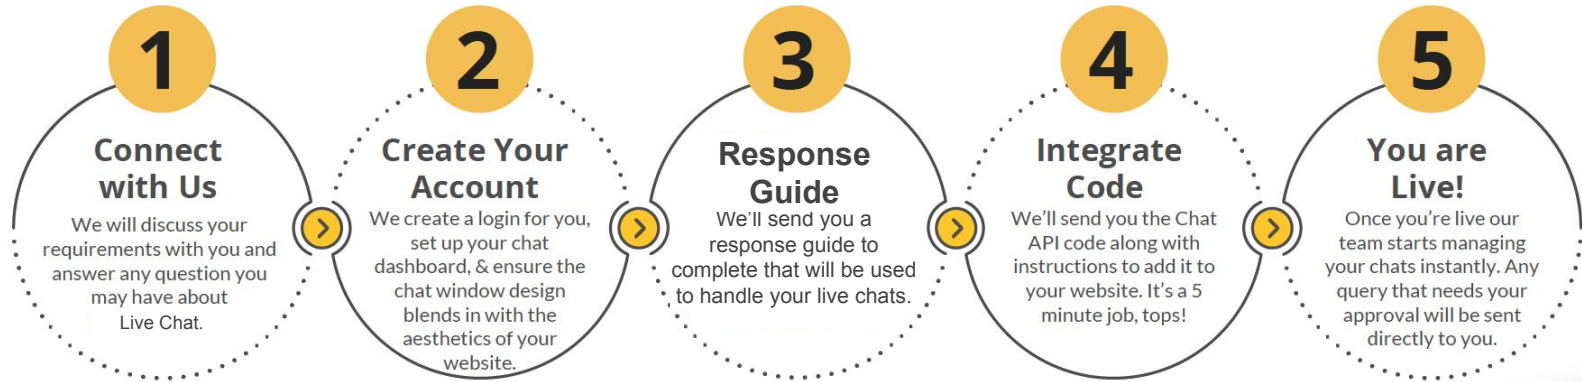 1
Connect
with Us
We will discuss your
requirements with you and
answer any question you
may have about
Live Chat.
2
Create Your
Account
We create a login for you,
set up your chat
dashboard, & ensure the
chat window design
blends in with the
aesthetics of your
website.
3
Response
Guide
We'll send you a
response guide to
complete that will be used
to handle your live chats.
4
Integrate
Code
We'll send you the Chat
API code along with
instructions to add it to
your website. It's a 5
minute job, tops!
5
You are
Live!
Once you're live our
team starts managing
your chats instantly. Any
query that needs your
approval will be sent
directly to you.